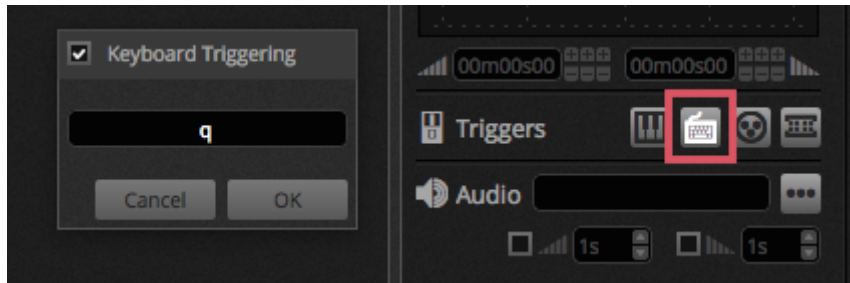 Keyboard Triggering
q
Cancel OK
00m00s00 00m00s00
Triggers
Audio
1s 1s